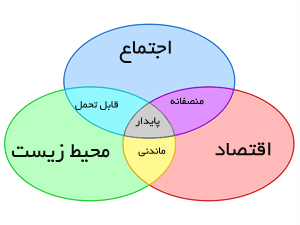 اجتماع
منصفانه
قابل تحمل
پایدار
اقتصاد
ماندنی
محیط زیست